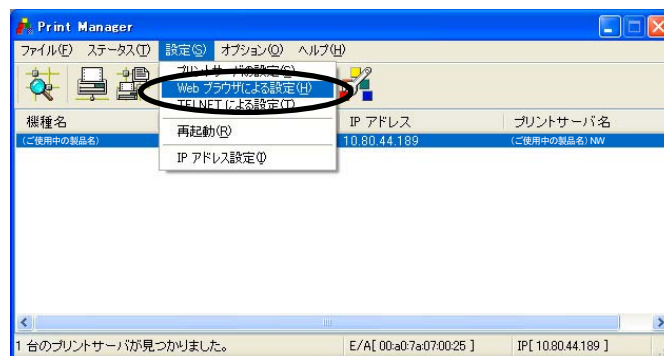 Print Manager
ファイル(F) ステータス(T) 設定(S) オプション(O) ヘルプ(H)
プリントサーバの設定(S)
Web ブラウザによる設定(H)
TELNET による設定(T)
再起動(R)
IP アドレス設定(I)
機種名 IP アドレス プリントサーバ名
(ご使用中の製品名) 10.80.44.189 (ご使用中の製品名) NW
1 台のプリントサーバが見つかりました。 E/A[ 00:a0:7a:07:00:25 ] IP[ 10.80.44.189 ]